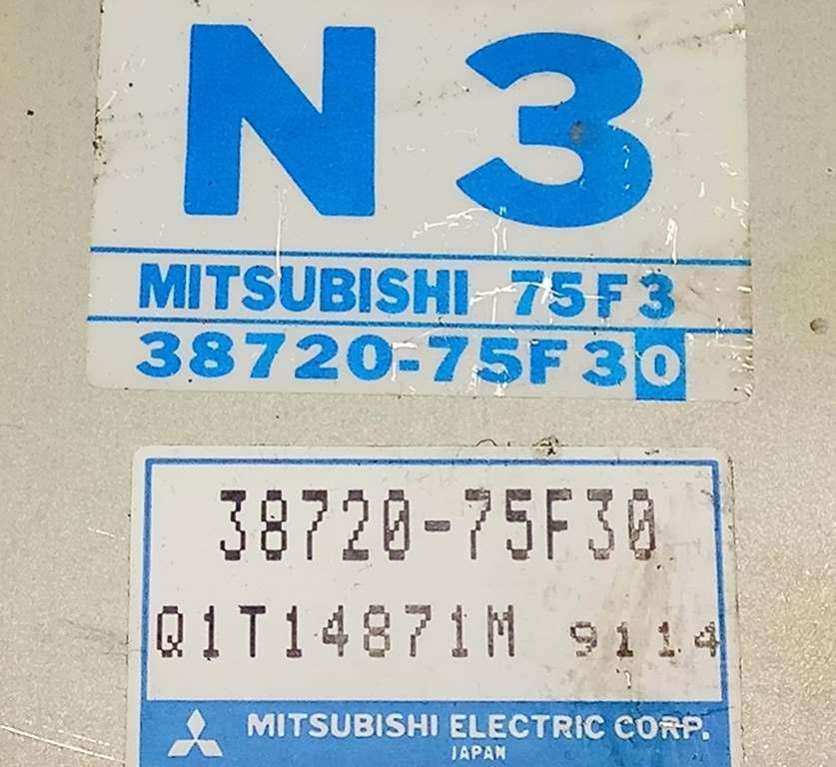 N 3
MITSUBISHI 75F3
38720-75F30
38720-75F30
Q1T14871M 9114
MITSUBISHI ELECTRIC CORP.
JAPAN